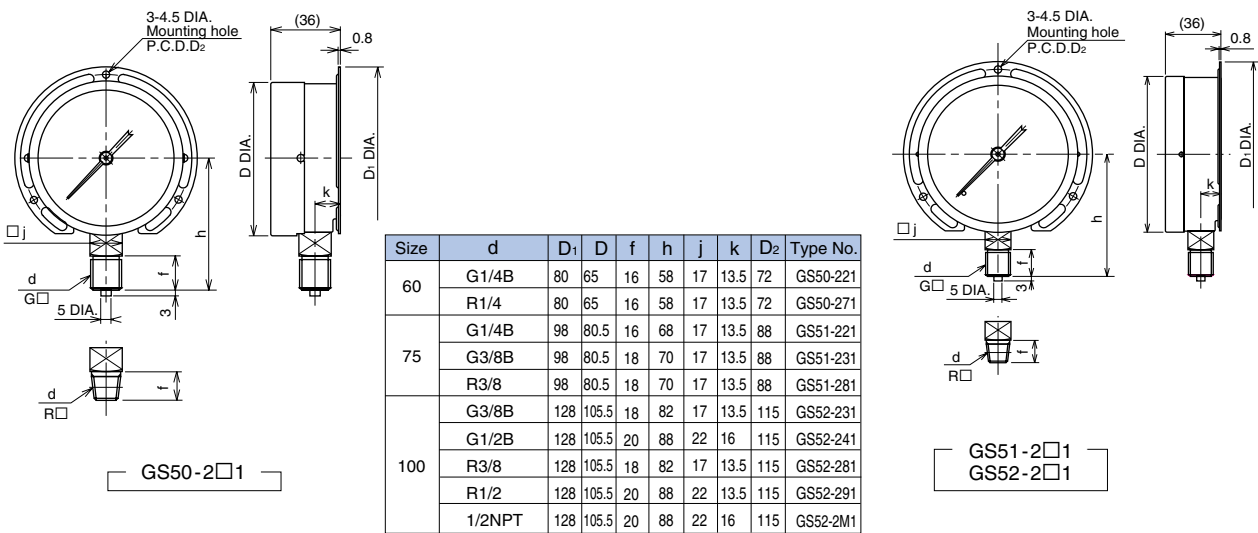 3-4.5 DIA.
Mounting hole
P.C.D.D2
(36)
0.8
D DIA.
D1 DIA.
k
h
□ j
d
G□
f
5 DIA.
3
d
R□
f
GS50-2□1
Size d D1 D f h j k D2 Type No.
60 G1/4B 80 65 16 58 17 13.5 72 GS50-221
R1/4 80 65 16 58 17 13.5 72 GS50-271
75 G1/4B 98 80.5 16 68 17 13.5 88 GS51-221
G3/8B 98 80.5 18 70 17 13.5 88 GS51-231
R3/8 98 80.5 18 70 17 13.5 88 GS51-281
100 G3/8B 128 105.5 18 82 17 13.5 115 GS52-231
G1/2B 128 105.5 20 88 22 16 115 GS52-241
R3/8 128 105.5 18 82 17 13.5 115 GS52-281
R1/2 128 105.5 20 88 22 13.5 115 GS52-291
1/2NPT 128 105.5 20 88 22 16 115 GS52-2M1
3-4.5 DIA.
Mounting hole
P.C.D.D2
(36)
0.8
D DIA.
D1 DIA.
k
h
□ j
d
G□
f
5 DIA.
3
d
R□
f
GS51-2□1
GS52-2□1